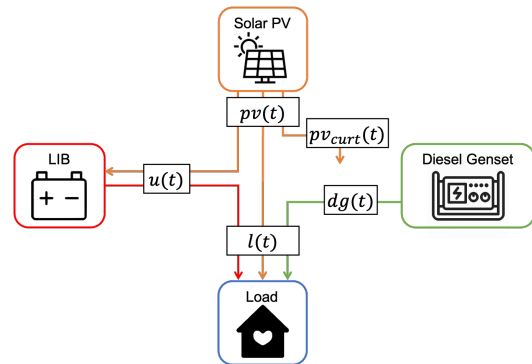 Solar PV
pv(t)
pv_curt(t)
LIB
u(t)
Diesel Genset
dg(t)
l(t)
Load